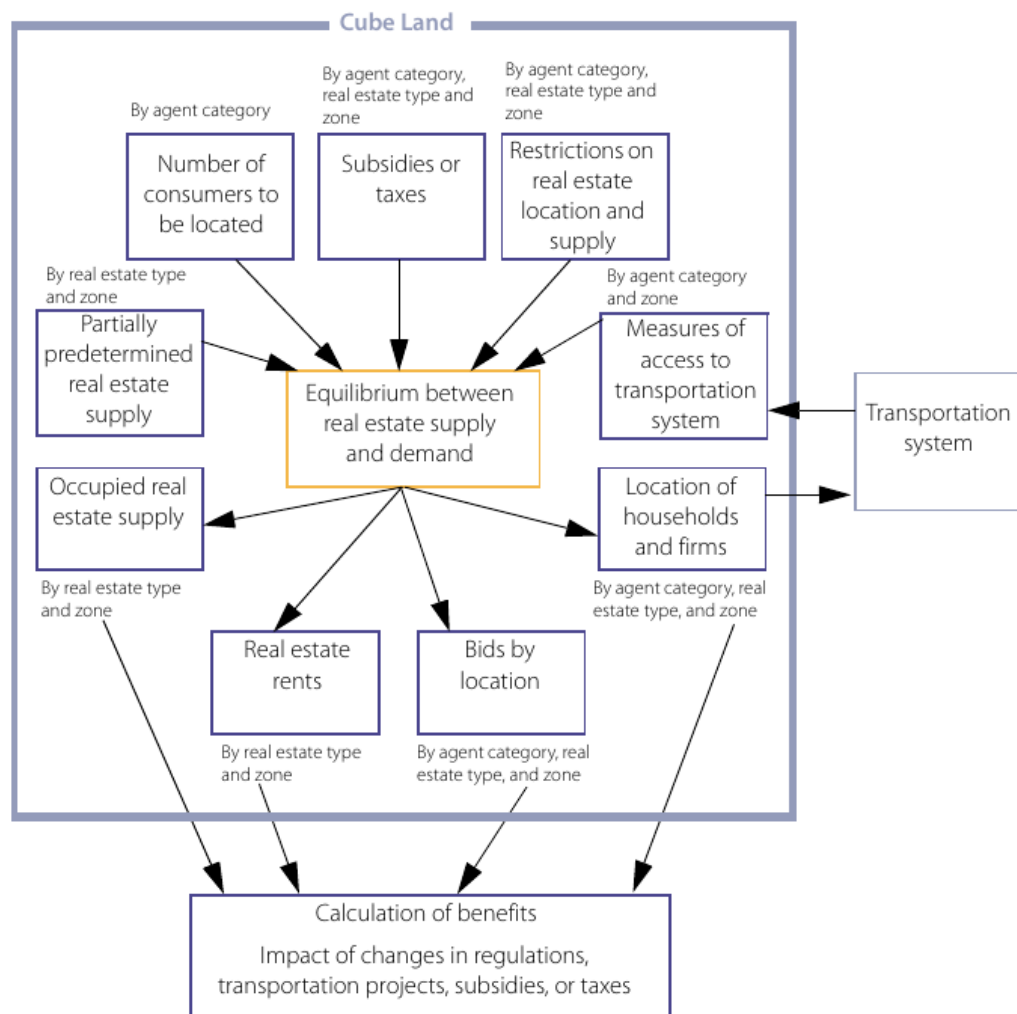 Cube Land
By agent category
By agent category,
real estate type and
zone
By agent category,
real estate type and
zone
Number of
consumers to
be located
Subsidies or
taxes
Restrictions on
real estate
location and
supply
By real estate type
and zone
By agent category
and zone
Partially
predetermined
real estate
supply
Equilibrium between
real estate supply
and demand
Measures of
access to
transportation
system
Transportation
system
Occupied real
estate supply
Location of
households
and firms
By real estate type
and zone
By agent category, real
estate type, and zone
Real estate
rents
Bids by
location
By real estate type
and zone
By agent category, real
estate type, and zone
Calculation of benefits
Impact of changes in regulations,
transportation projects, subsidies, or taxes